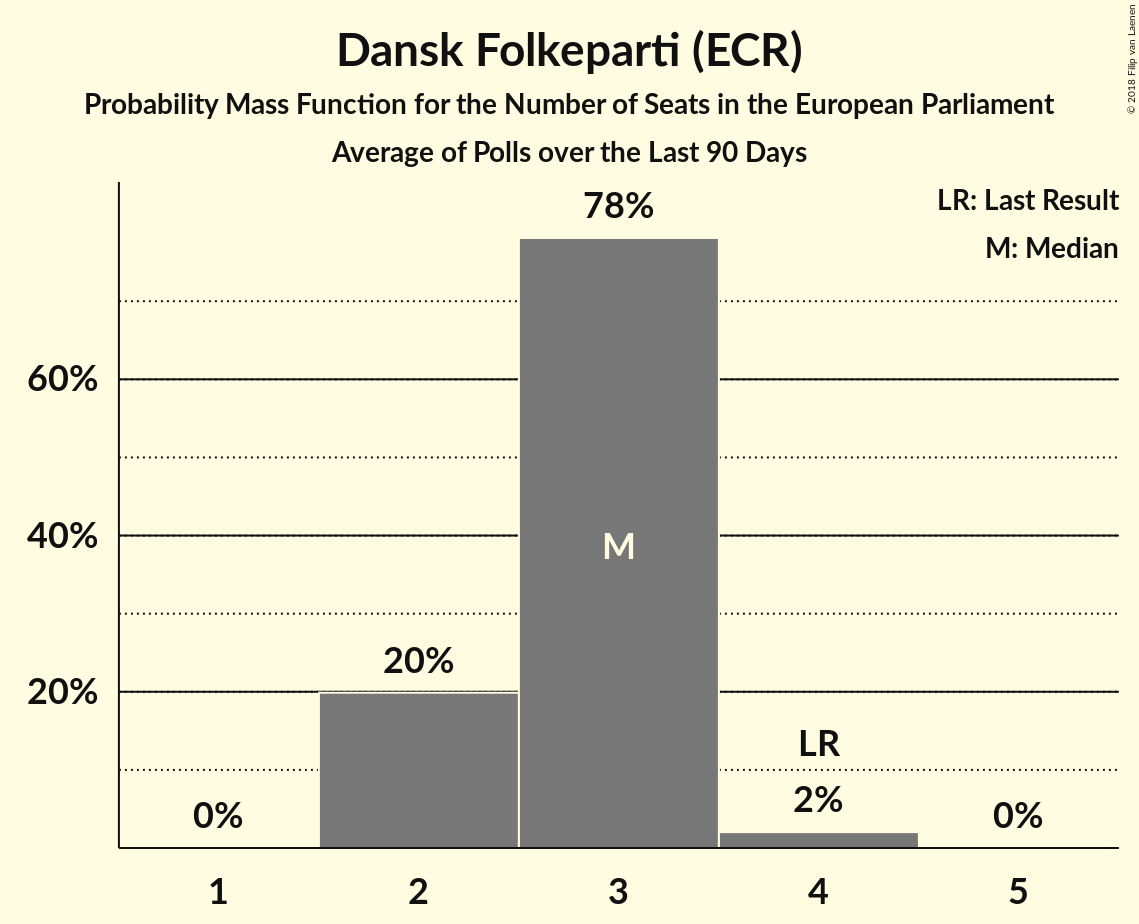 Dansk Folkeparti (ECR)
Probability Mass Function for the Number of Seats in the European Parliament
Average of Polls over the Last 90 Days
© 2018 Filip van Laenen
LR: Last Result
M: Median
78%
60%
40%
M
20%
20%
LR
0%
2%
0%
1 2 3 4 5